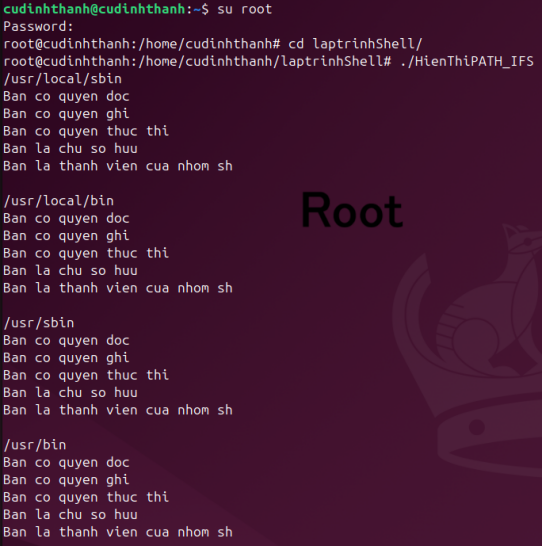 cudinhthanh@cudinhthanh:~$ su root
Password:
root@cudinhthanh:/home/cudinhthanh# cd laptrinhShell/
root@cudinhthanh:/home/cudinhthanh/laptrinhShell# ./HienThiPATH_IFS
/usr/local/sbin
Ban co quyen doc
Ban co quyen ghi
Ban co quyen thuc thi
Ban la chu so huu
Ban la thanh vien cua nhom sh

/usr/local/bin
Ban co quyen doc
Ban co quyen ghi
Ban co quyen thuc thi
Ban la chu so huu
Ban la thanh vien cua nhom sh
Root

/usr/sbin
Ban co quyen doc
Ban co quyen ghi
Ban co quyen thuc thi
Ban la chu so huu
Ban la thanh vien cua nhom sh

/usr/bin
Ban co quyen doc
Ban co quyen ghi
Ban co quyen thuc thi
Ban la chu so huu
Ban la thanh vien cua nhom sh